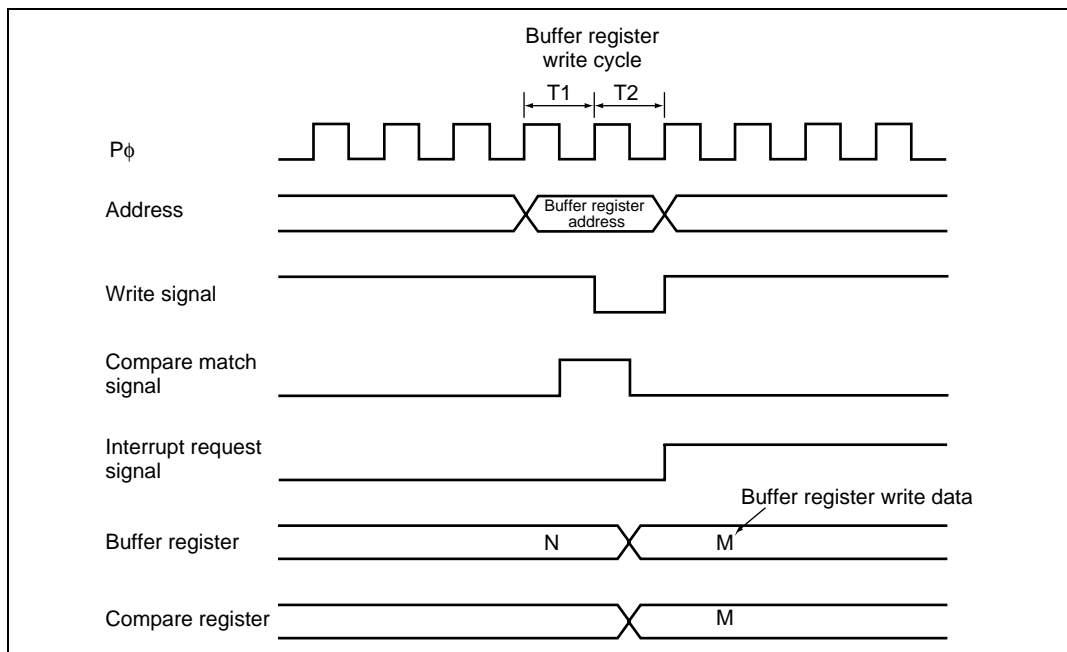 Buffer register
write cycle
T1 T2
Pϕ
Address
Buffer register
address
Write signal
Compare match
signal
Interrupt request
signal
Buffer register write data
Buffer register
N M
Compare register
M